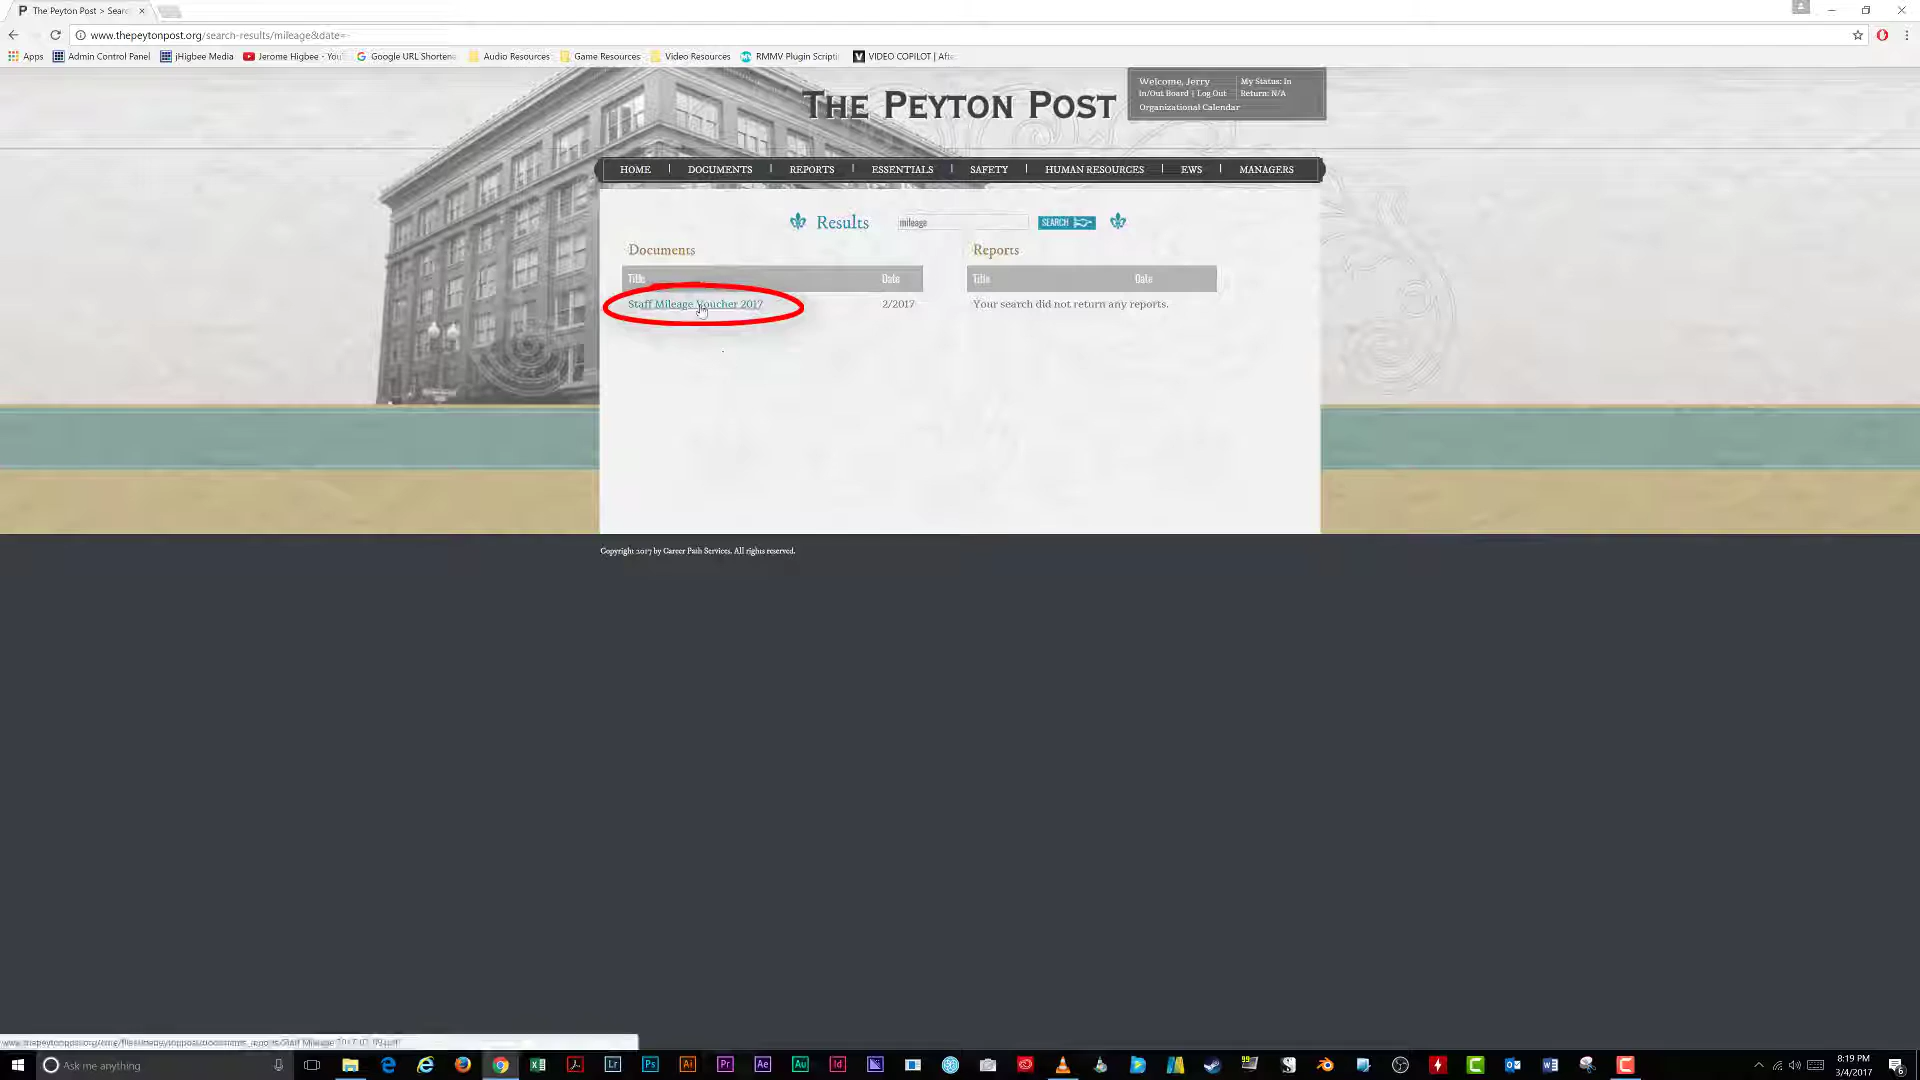 The Peyton Post > Sear
www.thepeytonpost.org/search-results/mileage&date=
Apps Admin Control Panel jHigbee Media Jerome Higbee - You Google URL Shortene Audio Resources Game Resources Video Resources RMMV Plugin Scripti VIDEO COPILOT | Afte
THE PEYTON POST
Welcome, Jerry My Status: In
In/Out Board | Log Out Return: N/A
Organizational Calendar
HOME | DOCUMENTS | REPORTS | ESSENTIALS | SAFETY | HUMAN RESOURCES | EWS | MANAGERS
Results mileage SEARCH
Documents Reports
Title Date Title Date
Staff Mileage Voucher 2017 2/2017 Your search did not return any reports.
Copyright 2017 by Career Path Services. All rights reserved.
Ask me anything
8:19 PM
3/4/2017